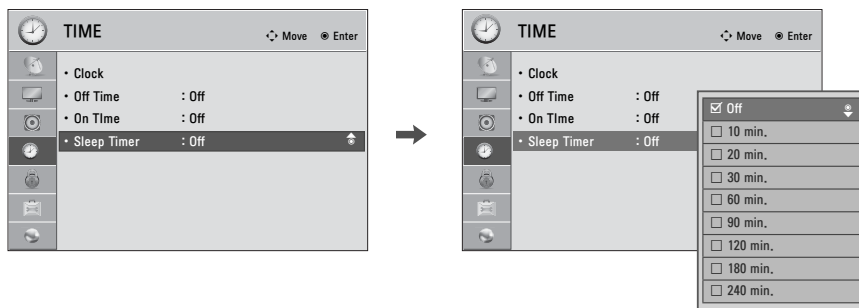 TIME
Move Enter
• Clock
• Off Time : Off
• On TIme : Off
• Sleep Timer : Off
TIME
Move Enter
• Clock
• Off Time : Off
• On TIme : Off
• Sleep Timer : Off
Off
10 min.
20 min.
30 min.
60 min.
90 min.
120 min.
180 min.
240 min.